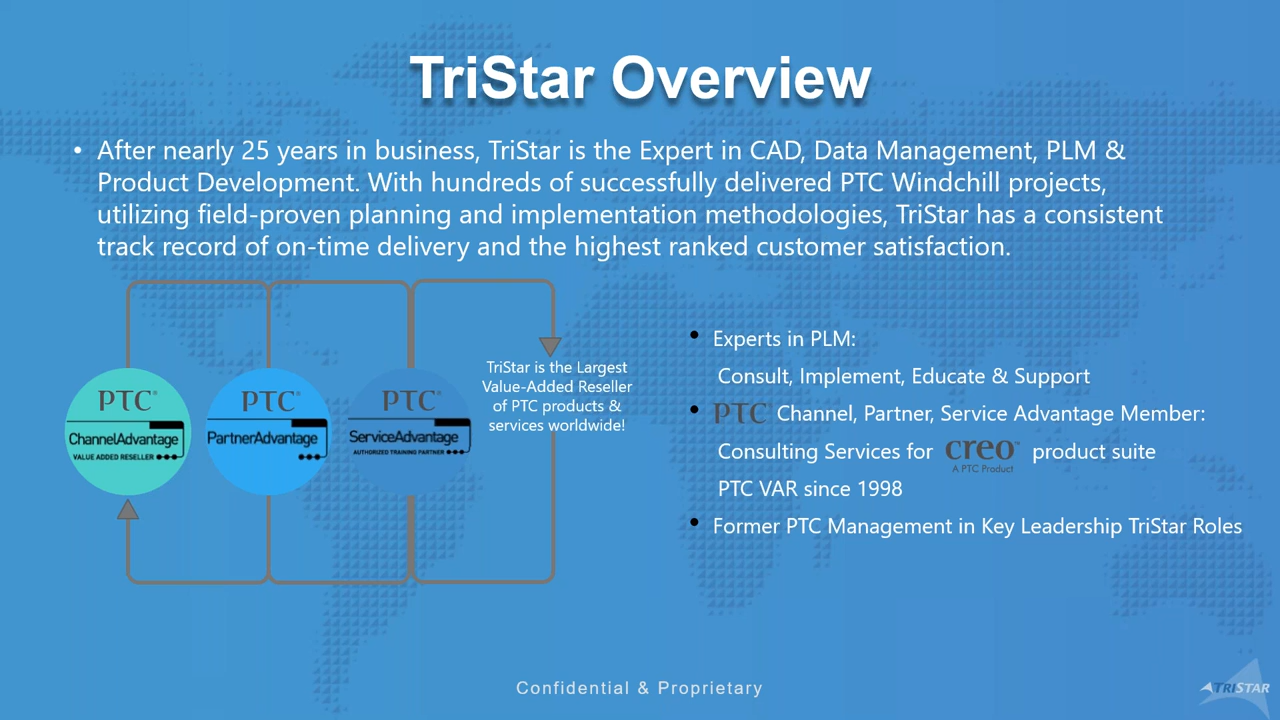 TriStar Overview
• After nearly 25 years in business, TriStar is the Expert in CAD, Data Management, PLM &
Product Development. With hundreds of successfully delivered PTC Windchill projects,
utilizing field-proven planning and implementation methodologies, TriStar has a consistent
track record of on-time delivery and the highest ranked customer satisfaction.
PTC®
ChannelAdvantage
VALUE ADDED RESELLER
PTC®
PartnerAdvantage
PTC®
ServiceAdvantage
AUTHORIZED TRAINING PARTNER
TriStar is the Largest
Value-Added Reseller
of PTC products &
services worldwide!
• Experts in PLM:
Consult, Implement, Educate & Support
• PTC Channel, Partner, Service Advantage Member:
Consulting Services for creo™ product suite
A PTC Product
PTC VAR since 1998
• Former PTC Management in Key Leadership TriStar Roles
Confidential & Proprietary
TRISTAR